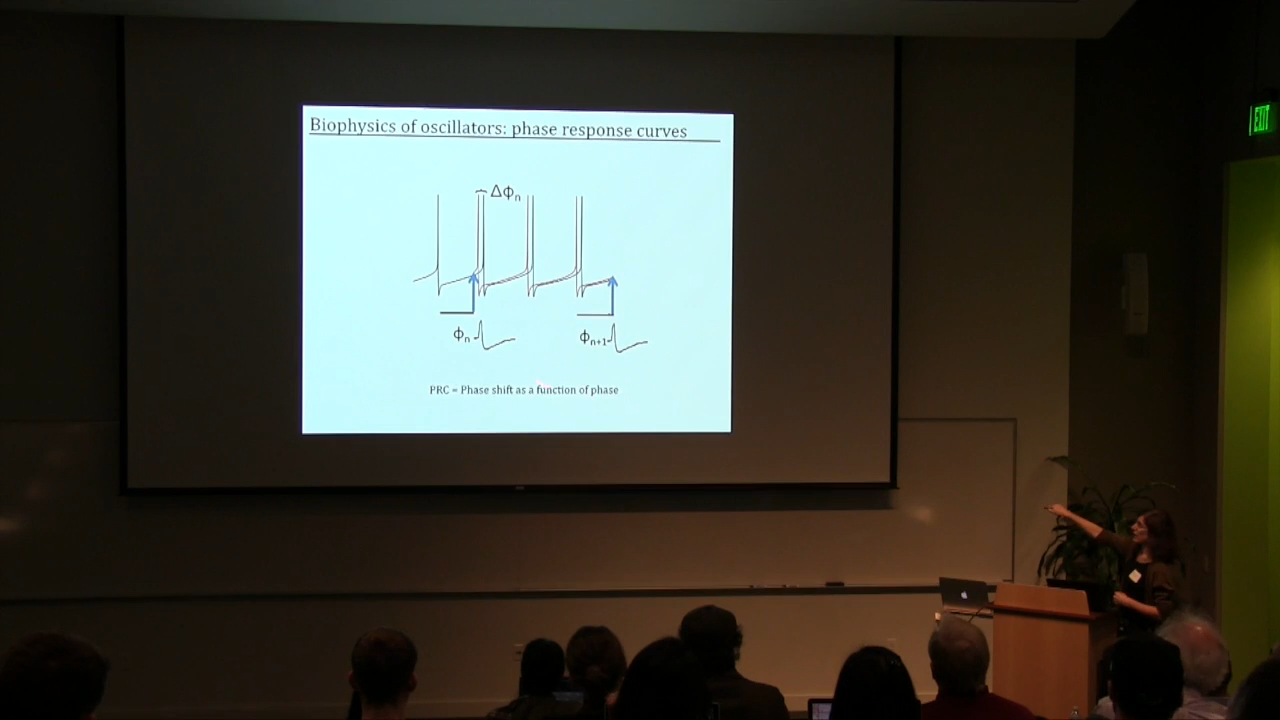 Biophysics of oscillators: phase response curves
Δϕn
ϕn
ϕn+1
PRC = Phase shift as a function of phase
EXIT